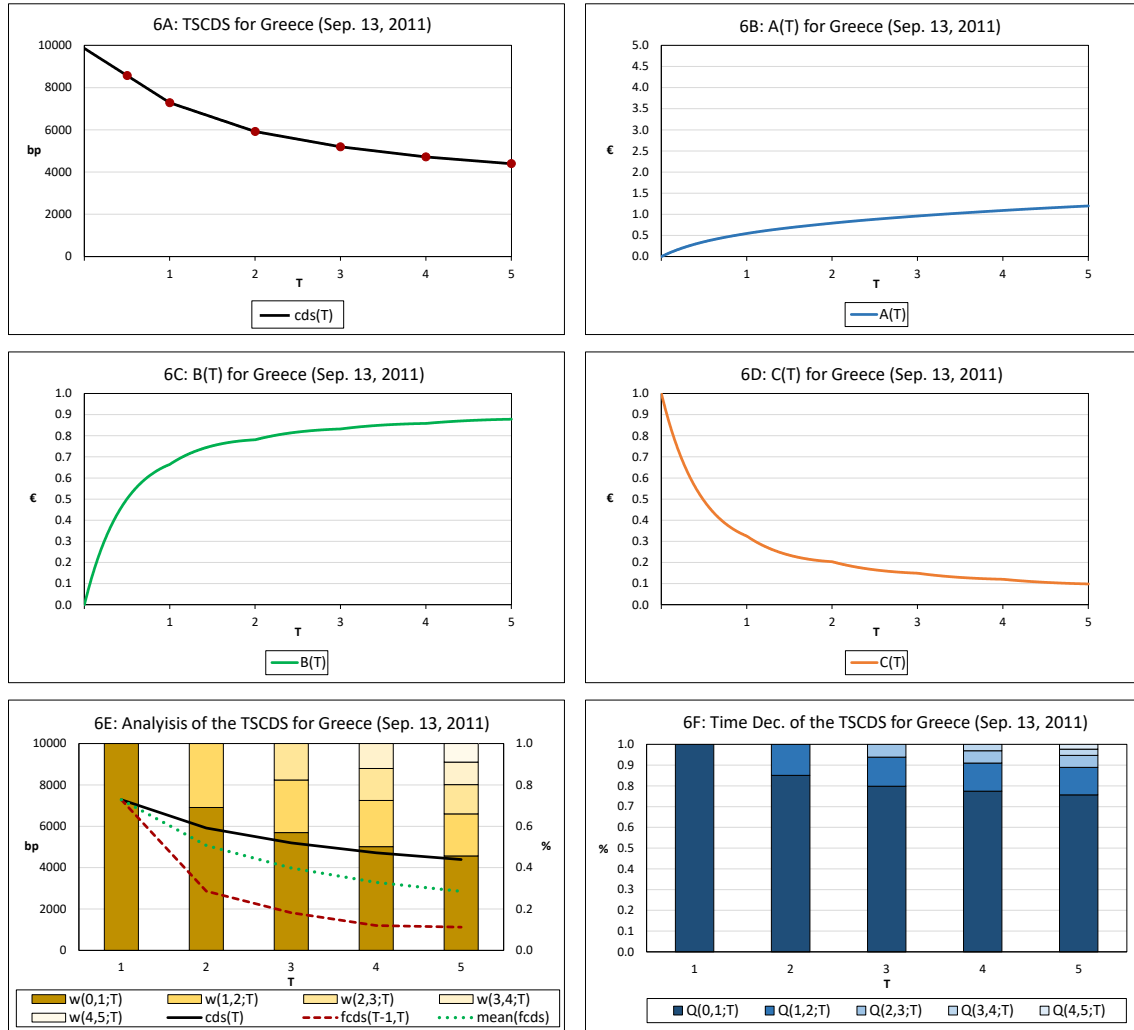 6A: TSCDS for Greece (Sep. 13, 2011)
10000
8000
6000
bp
4000
2000
0
1 2 3 4 5
T
cds(T)
6B: A(T) for Greece (Sep. 13, 2011)
5.0
4.5
4.0
3.5
3.0
2.5
€
2.0
1.5
1.0
0.5
0.0
1 2 3 4 5
T
A(T)
6C: B(T) for Greece (Sep. 13, 2011)
1.0
0.9
0.8
0.7
0.6
0.5
€
0.4
0.3
0.2
0.1
0.0
1 2 3 4 5
T
B(T)
6D: C(T) for Greece (Sep. 13, 2011)
1.0
0.9
0.8
0.7
0.6
0.5
€
0.4
0.3
0.2
0.1
0.0
1 2 3 4 5
T
C(T)
6E: Analyisis of the TSCDS for Greece (Sep. 13, 2011)
10000 1.0
8000 0.8
6000 0.6
bp %
4000 0.4
2000 0.2
0 0.0
1 2 3 4 5
T
w(0,1;T) w(1,2;T) w(2,3;T) w(3,4;T)
w(4,5;T) cds(T) fcds(T-1,T) mean(fcds)
6F: Time Dec. of the TSCDS for Greece (Sep. 13, 2011)
1.0
0.9
0.8
0.7
0.6
0.5
%
0.4
0.3
0.2
0.1
0.0
1 2 3 4 5
T
Q(0,1;T) Q(1,2;T) Q(2,3;T) Q(3,4;T) Q(4,5;T)